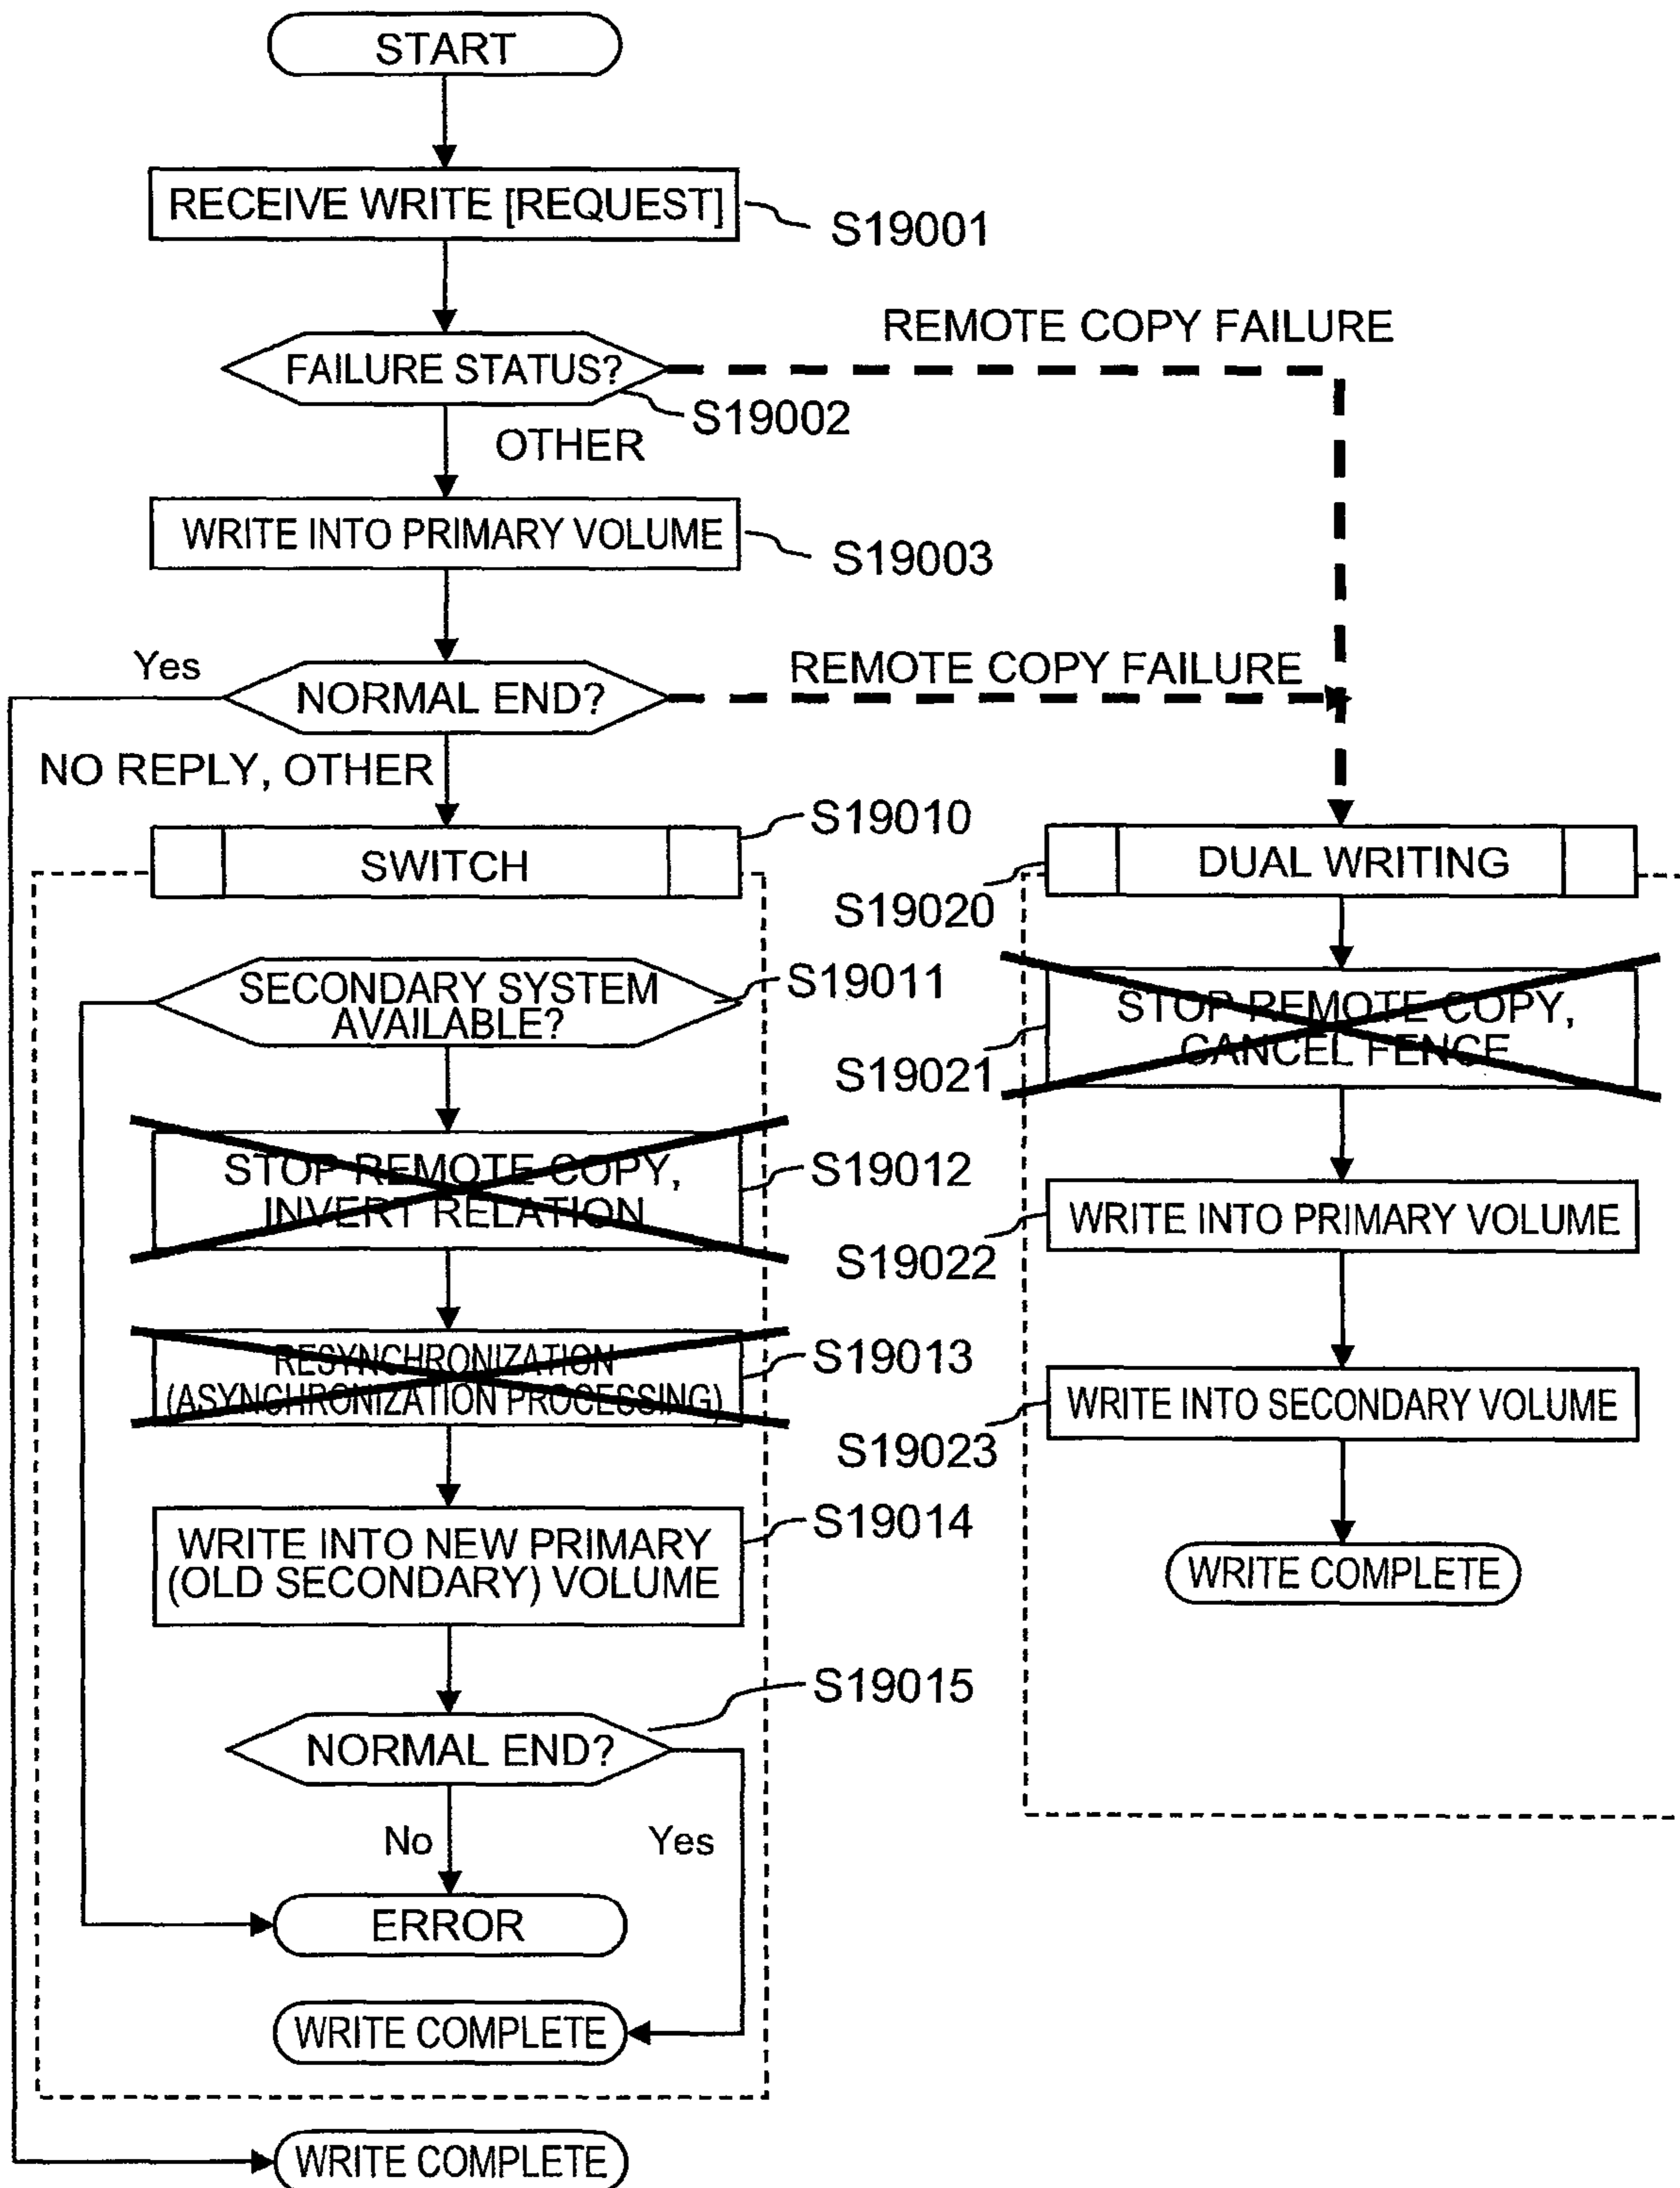 START
RECEIVE WRITE [REQUEST]
S19001
REMOTE COPY FAILURE
FAILURE STATUS?
S19002
OTHER
WRITE INTO PRIMARY VOLUME
S19003
Yes
NORMAL END?
REMOTE COPY FAILURE
NO REPLY, OTHER
SWITCH
S19010
SECONDARY SYSTEM
AVAILABLE?
S19011
STOP REMOTE COPY,
INVERT RELATION
S19012
RESYNCHRONIZATION
(ASYNCHRONIZATION PROCESSING)
S19013
WRITE INTO NEW PRIMARY
(OLD SECONDARY) VOLUME
S19014
NORMAL END?
S19015
No
Yes
ERROR
WRITE COMPLETE
WRITE COMPLETE
DUAL WRITING
S19020
STOP REMOTE COPY,
CANCEL FENCE
S19021
WRITE INTO PRIMARY VOLUME
S19022
WRITE INTO SECONDARY VOLUME
S19023
WRITE COMPLETE